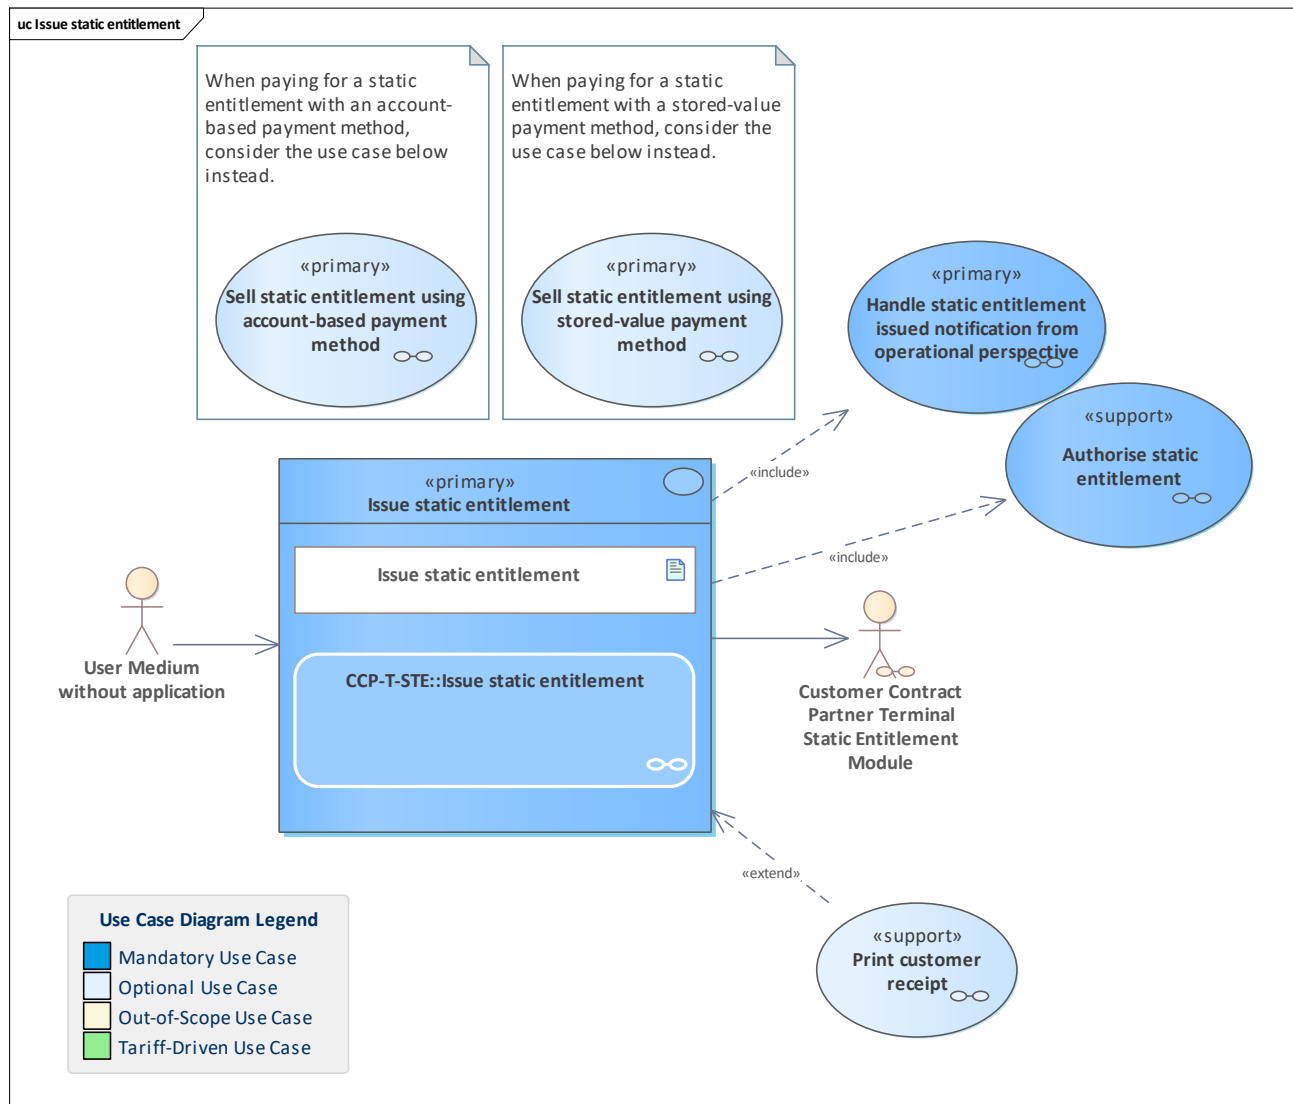 uc Issue static entitlement
When paying for a static
entitlement with an account-
based payment method,
consider the use case below
instead.
«primary»
Sell static entitlement using
account-based payment
method
When paying for a static
entitlement with a stored-value
payment method, consider the
use case below instead.
«primary»
Sell static entitlement using
stored-value payment
method
«primary»
Handle static entitlement
issued notification from
operational perspective
«support»
Authorise static
entitlement
«include»
«include»
«primary»
Issue static entitlement
Issue static entitlement
CCP-T-STE::Issue static entitlement
User Medium
without application
Customer Contract
Partner Terminal
Static Entitlement
Module
«extend»
«support»
Print customer
receipt
Use Case Diagram Legend
Mandatory Use Case
Optional Use Case
Out-of-Scope Use Case
Tariff-Driven Use Case